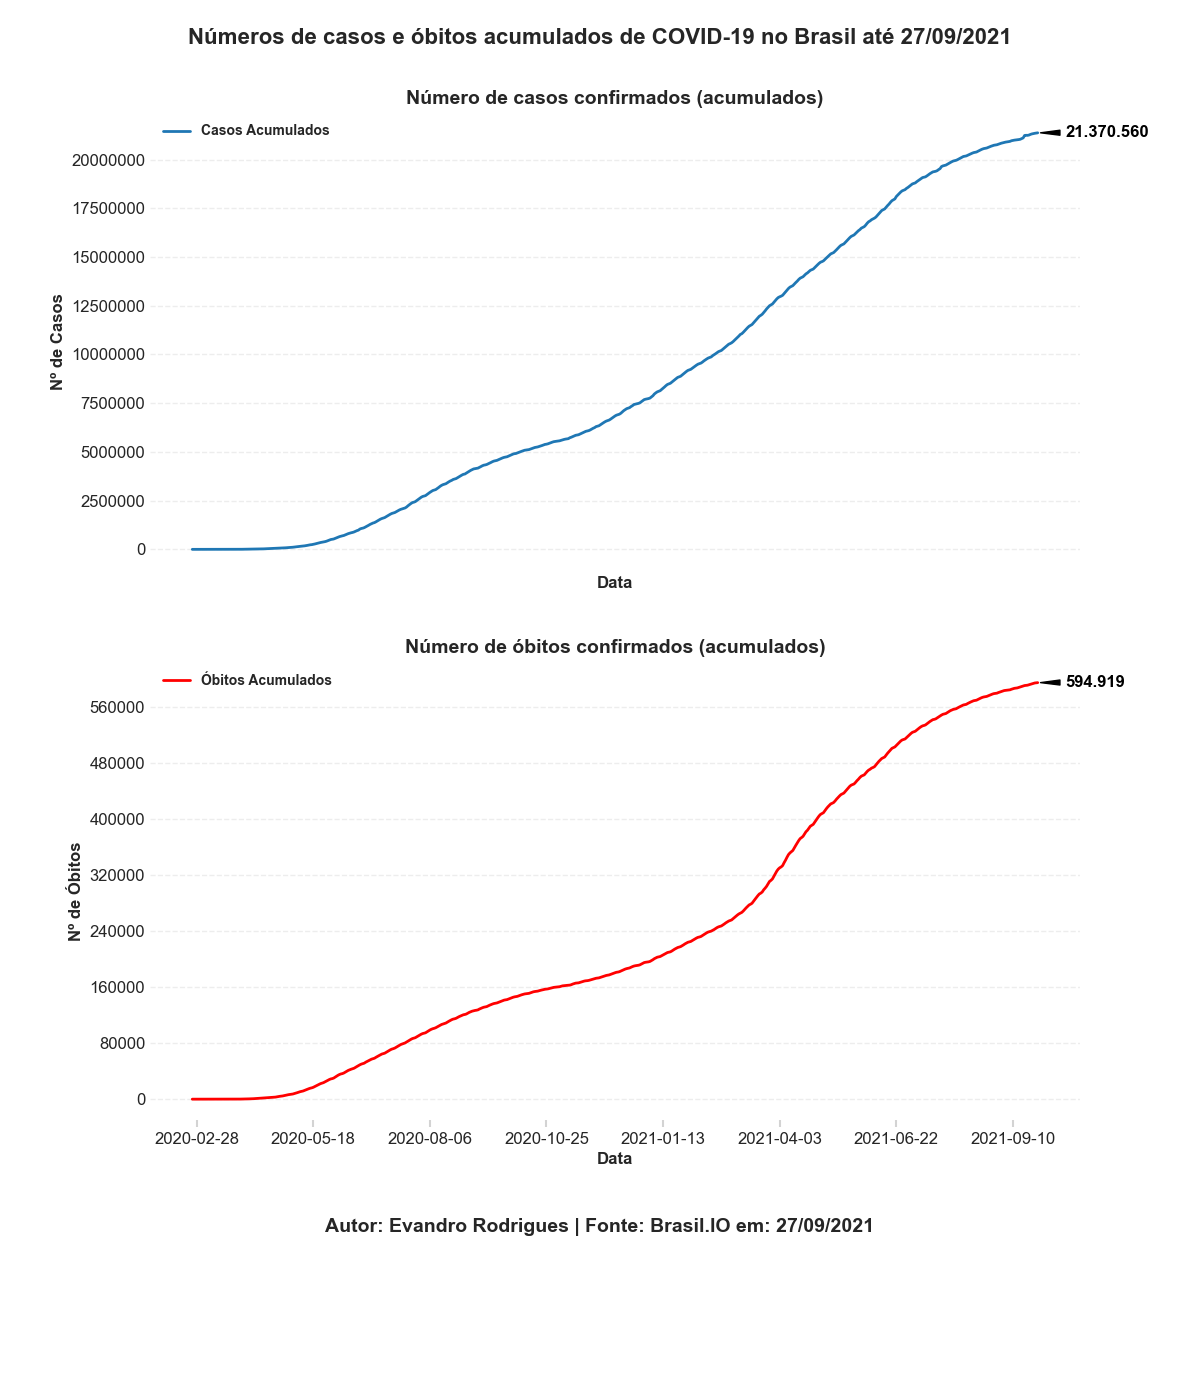 Números de casos e óbitos acumulados de COVID-19 no Brasil até 27/09/2021
Número de casos confirmados (acumulados)
Casos Acumulados
21.370.560
20000000
17500000
15000000
12500000
10000000
7500000
5000000
2500000
0
Nº de Casos
Data
Número de óbitos confirmados (acumulados)
Óbitos Acumulados
594.919
560000
480000
400000
320000
240000
160000
80000
0
Nº de Óbitos
2020-02-28 2020-05-18 2020-08-06 2020-10-25 2021-01-13 2021-04-03 2021-06-22 2021-09-10
Data
Autor: Evandro Rodrigues | Fonte: Brasil.IO em: 27/09/2021